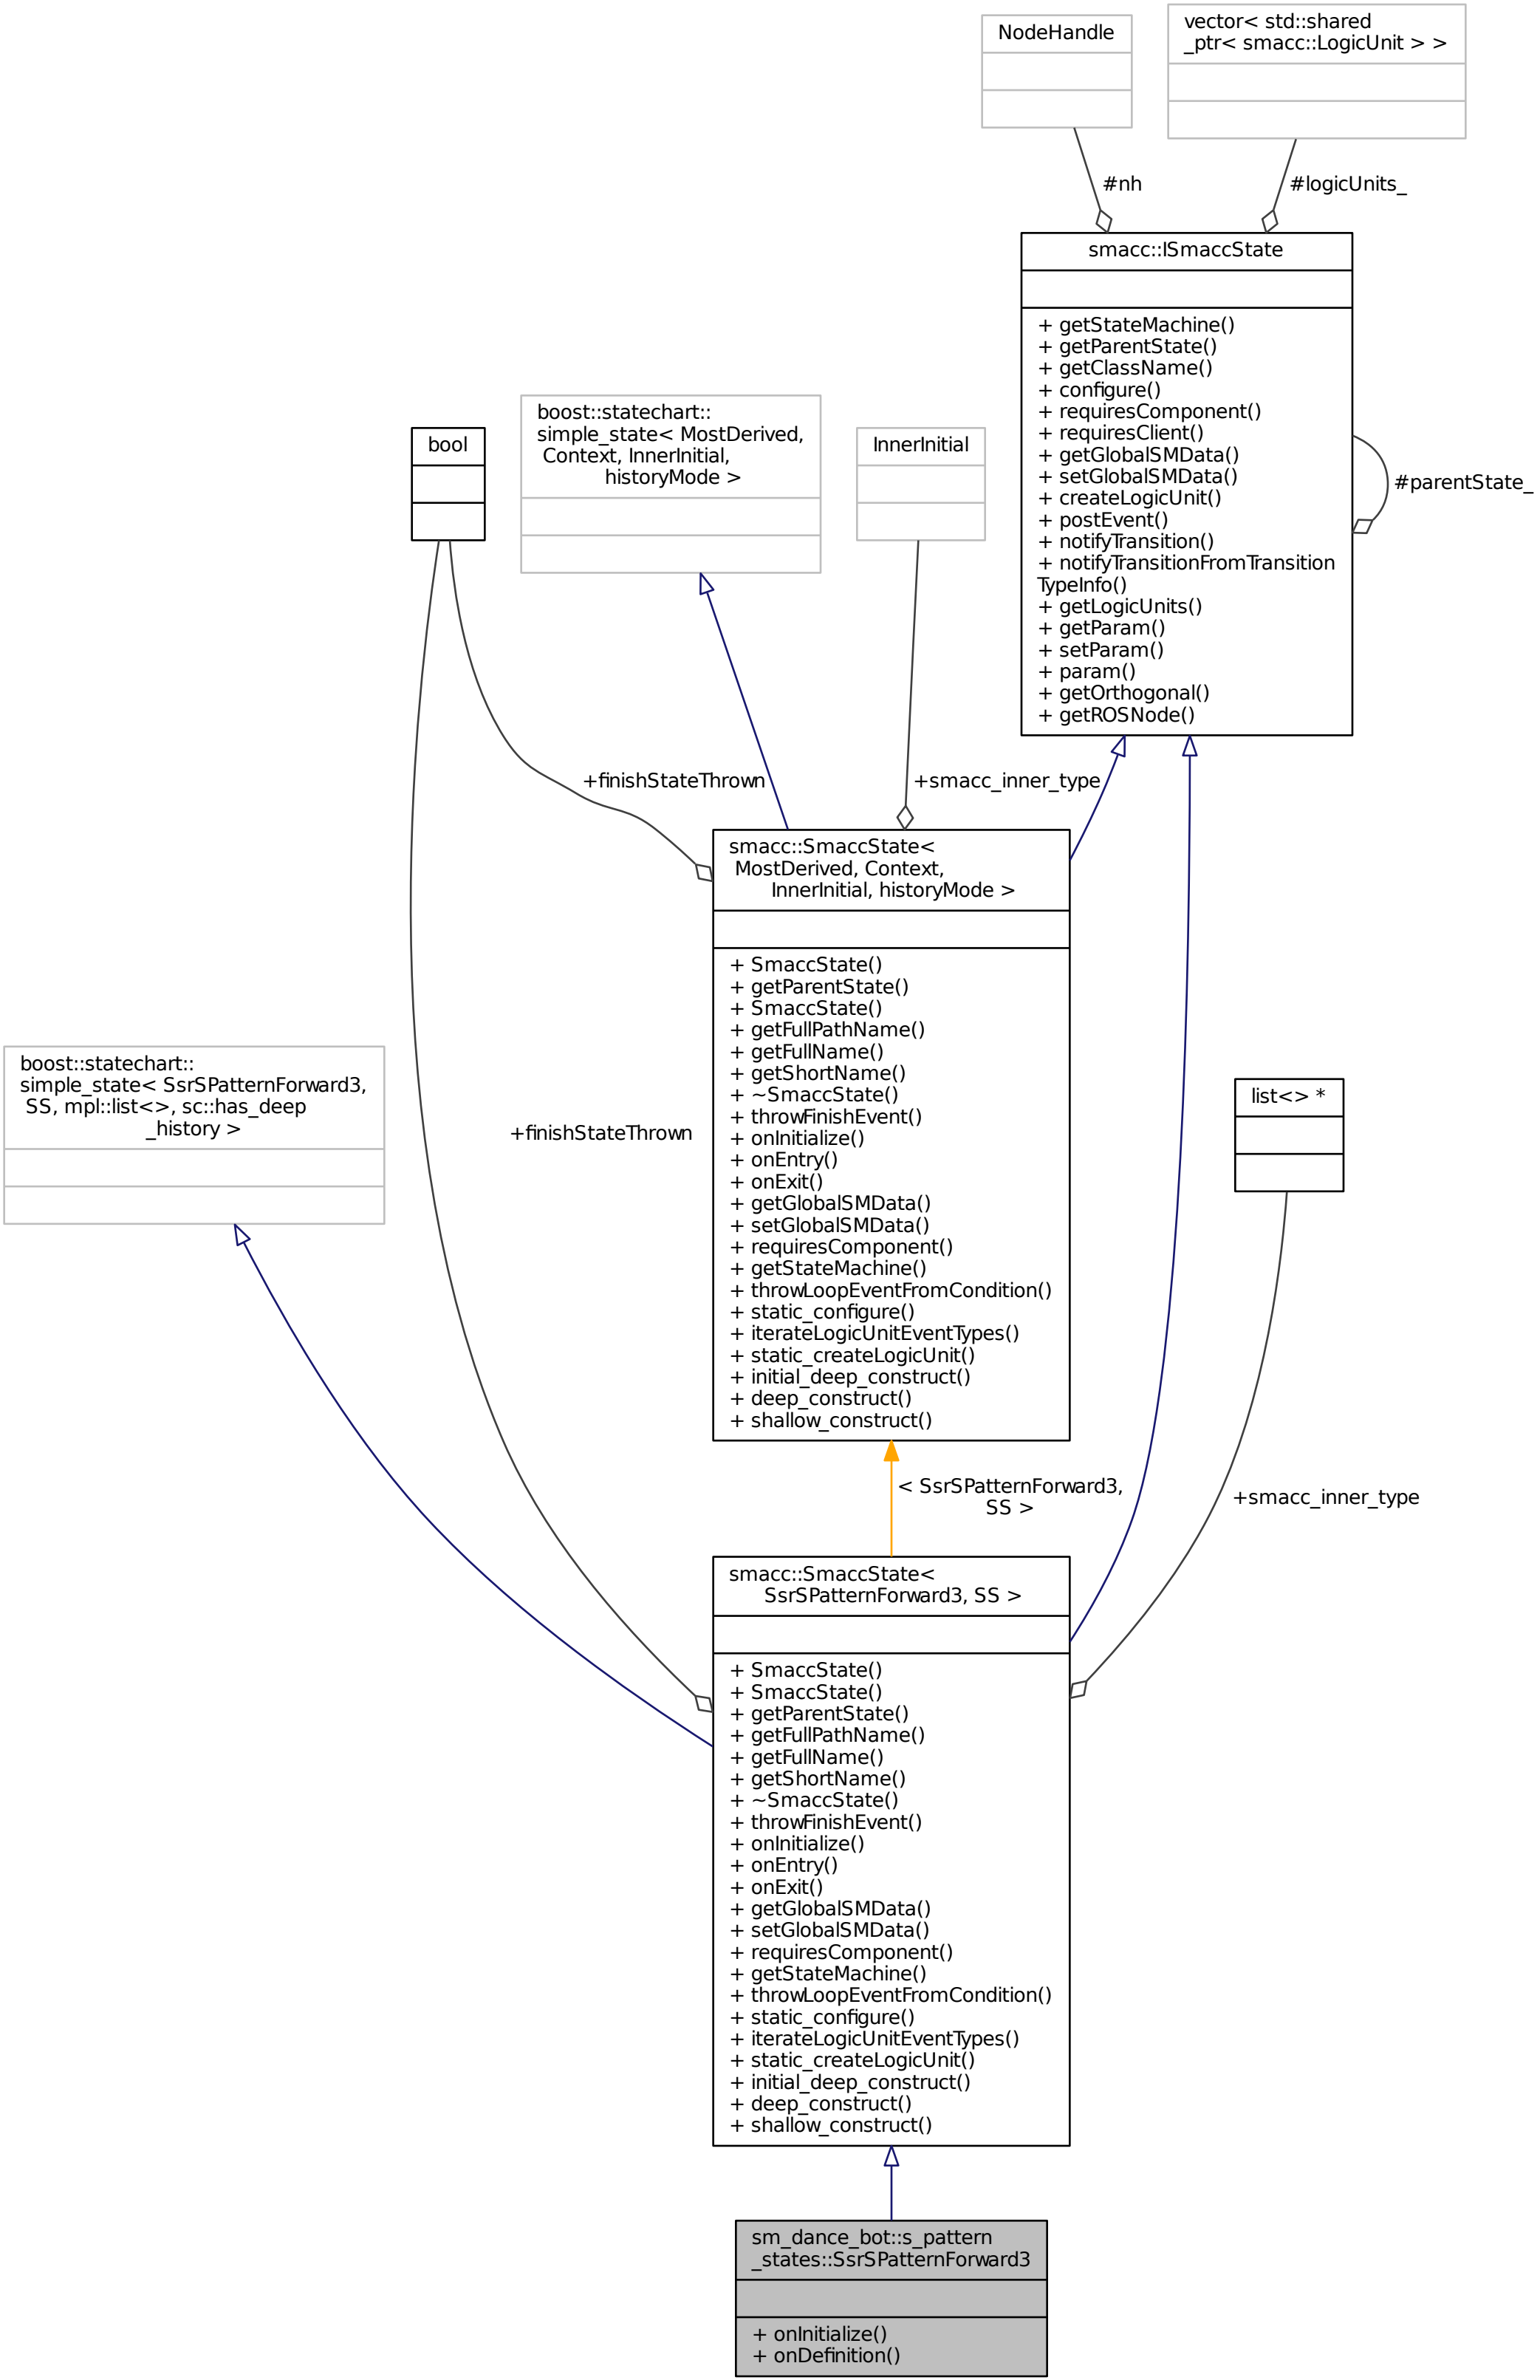 NodeHandle
vector< std::shared
_ptr< smacc::LogicUnit > >
#nh
#logicUnits_
smacc::ISmaccState
+ getStateMachine()
+ getParentState()
+ getClassName()
+ configure()
+ requiresComponent()
+ requiresClient()
+ getGlobalSMData()
+ setGlobalSMData()
+ createLogicUnit()
+ postEvent()
+ notifyTransition()
+ notifyTransitionFromTransition
TypeInfo()
+ getLogicUnits()
+ getParam()
+ setParam()
+ param()
+ getOrthogonal()
+ getROSNode()
#parentState_
bool
boost::statechart::
simple_state< MostDerived,
Context, InnerInitial,
historyMode >
InnerInitial
+finishStateThrown
+smacc_inner_type
smacc::SmaccState<
MostDerived, Context,
InnerInitial, historyMode >
+ SmaccState()
+ getParentState()
+ SmaccState()
+ getFullPathName()
+ getFullName()
+ getShortName()
+ ~SmaccState()
+ throwFinishEvent()
+ onInitialize()
+ onEntry()
+ onExit()
+ getGlobalSMData()
+ setGlobalSMData()
+ requiresComponent()
+ getStateMachine()
+ throwLoopEventFromCondition()
+ static_configure()
+ iterateLogicUnitEventTypes()
+ static_createLogicUnit()
+ initial_deep_construct()
+ deep_construct()
+ shallow_construct()
boost::statechart::
simple_state< SsrSPatternForward3,
SS, mpl::list<>, sc::has_deep
_history >
+finishStateThrown
list<> *
< SsrSPatternForward3,
SS >
+smacc_inner_type
smacc::SmaccState<
SsrSPatternForward3, SS >
+ SmaccState()
+ SmaccState()
+ getParentState()
+ getFullPathName()
+ getFullName()
+ getShortName()
+ ~SmaccState()
+ throwFinishEvent()
+ onInitialize()
+ onEntry()
+ onExit()
+ getGlobalSMData()
+ setGlobalSMData()
+ requiresComponent()
+ getStateMachine()
+ throwLoopEventFromCondition()
+ static_configure()
+ iterateLogicUnitEventTypes()
+ static_createLogicUnit()
+ initial_deep_construct()
+ deep_construct()
+ shallow_construct()
sm_dance_bot::s_pattern
_states::SsrSPatternForward3
+ onInitialize()
+ onDefinition()